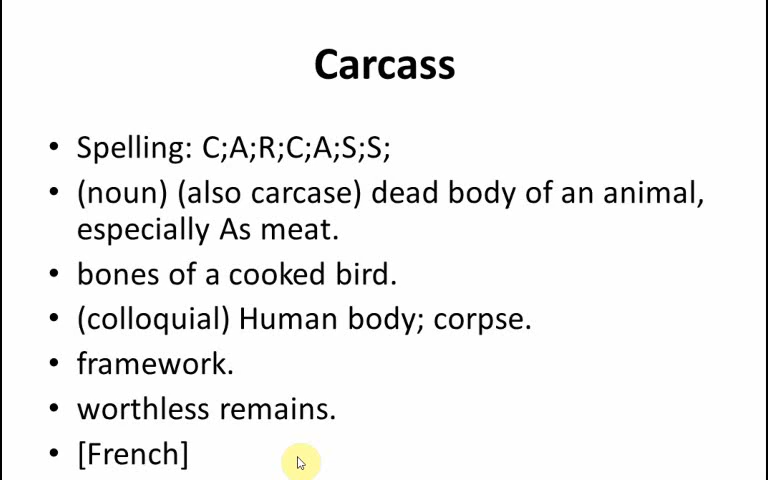 Carcass
• Spelling: C;A;R;C;A;S;S;
• (noun) (also carcase) dead body of an animal,
especially As meat.
• bones of a cooked bird.
• (colloquial) Human body; corpse.
• framework.
• worthless remains.
• [French]